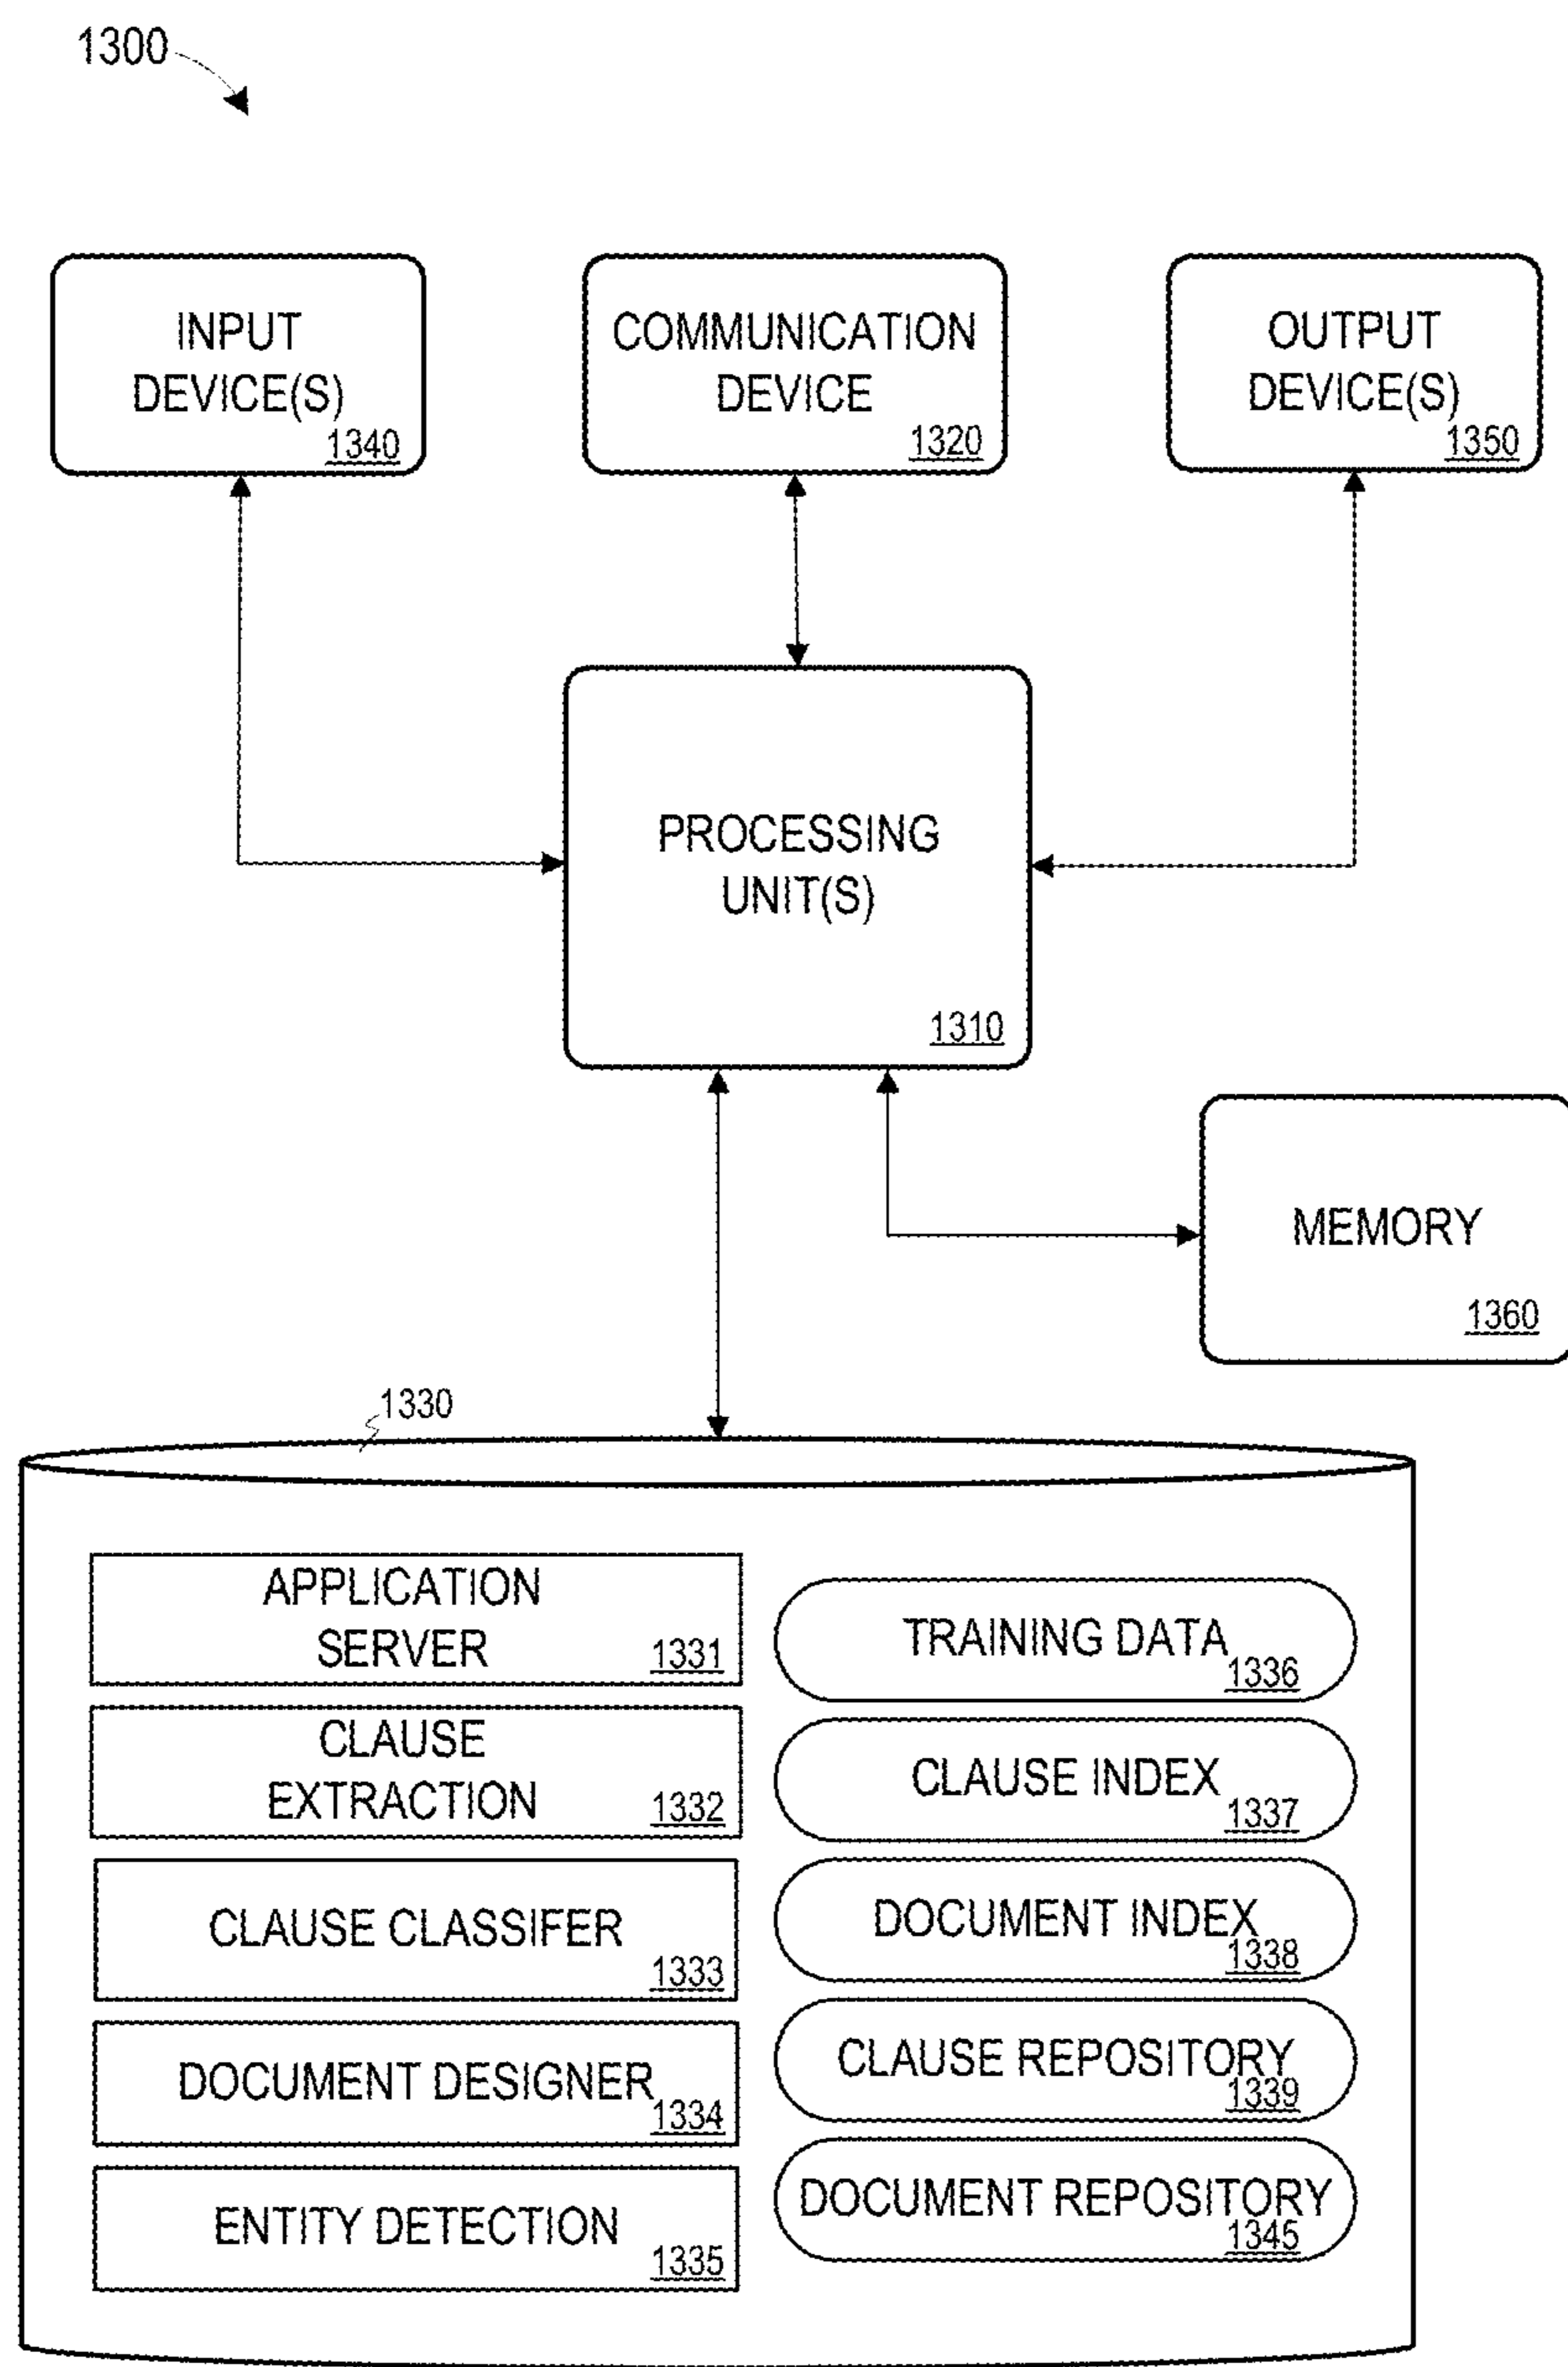 1300
INPUT
DEVICE(S)
1340
COMMUNICATION
DEVICE
1320
OUTPUT
DEVICE(S)
1350
PROCESSING
UNIT(S)
1310
MEMORY
1360
1330
APPLICATION
SERVER
1331
CLAUSE
EXTRACTION
1332
CLAUSE CLASSIFER
1333
DOCUMENT DESIGNER
1334
ENTITY DETECTION
1335
TRAINING DATA
1336
CLAUSE INDEX
1337
DOCUMENT INDEX
1338
CLAUSE REPOSITORY
1339
DOCUMENT REPOSITORY
1345